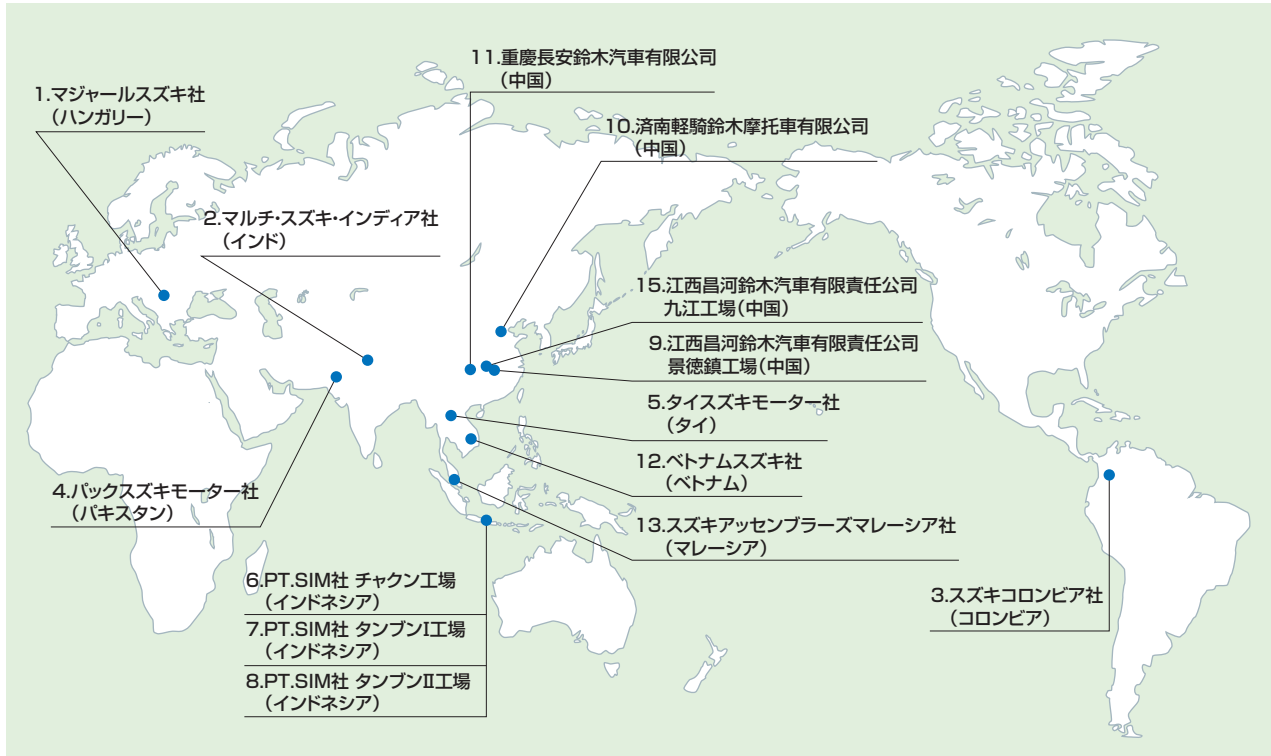 11.重慶長安鈴木汽車有限公司
（中国）
1.マジャールスズキ社
（ハンガリー）
10.済南軽騎鈴木摩托車有限公司
（中国）
2.マルチ・スズキ・インディア社
（インド）
15.江西昌河鈴木汽車有限責任公司
九江工場（中国）
9.江西昌河鈴木汽車有限責任公司
景徳鎮工場（中国）
5.タイスズキモーター社
（タイ）
12.ベトナムスズキ社
（ベトナム）
4.パックスズキモーター社
（パキスタン）
13.スズキアッセンブラーズマレーシア社
（マレーシア）
6.PT.SIM社 チャクン工場
（インドネシア）
7.PT.SIM社 タンブンI工場
（インドネシア）
8.PT.SIM社 タンブンII工場
（インドネシア）
3.スズキコロンビア社
（コロンビア）